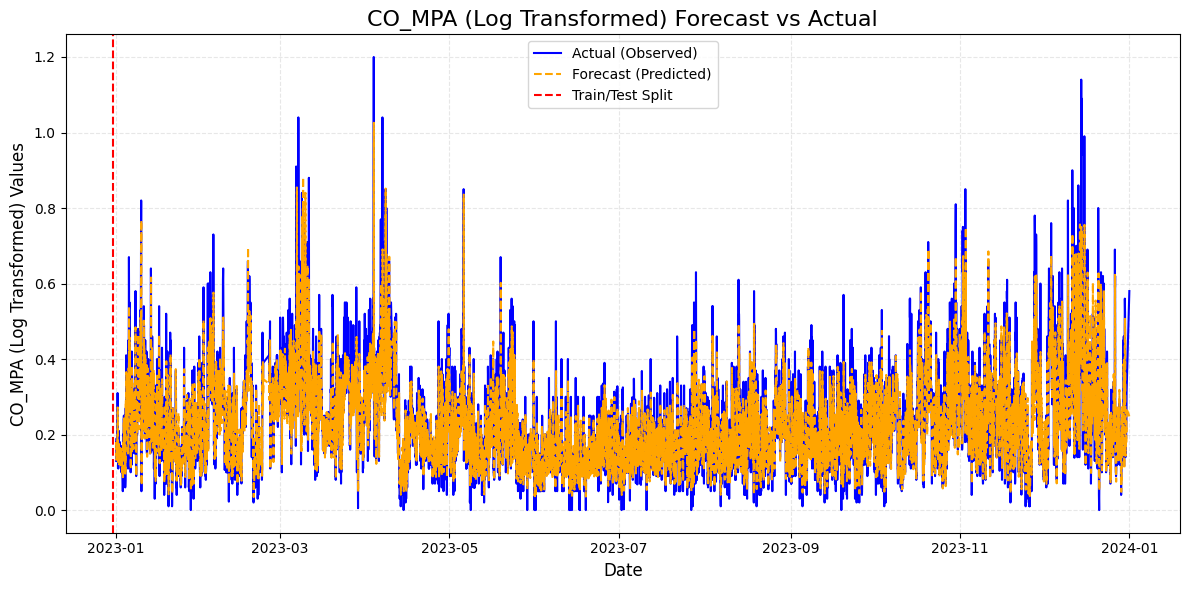 CO_MPA (Log Transformed) Forecast vs Actual
Actual (Observed)
Forecast (Predicted)
Train/Test Split
CO_MPA (Log Transformed) Values
1.2
1.0
0.8
0.6
0.4
0.2
0.0
2023-01 2023-03 2023-05 2023-07 2023-09 2023-11 2024-01
Date